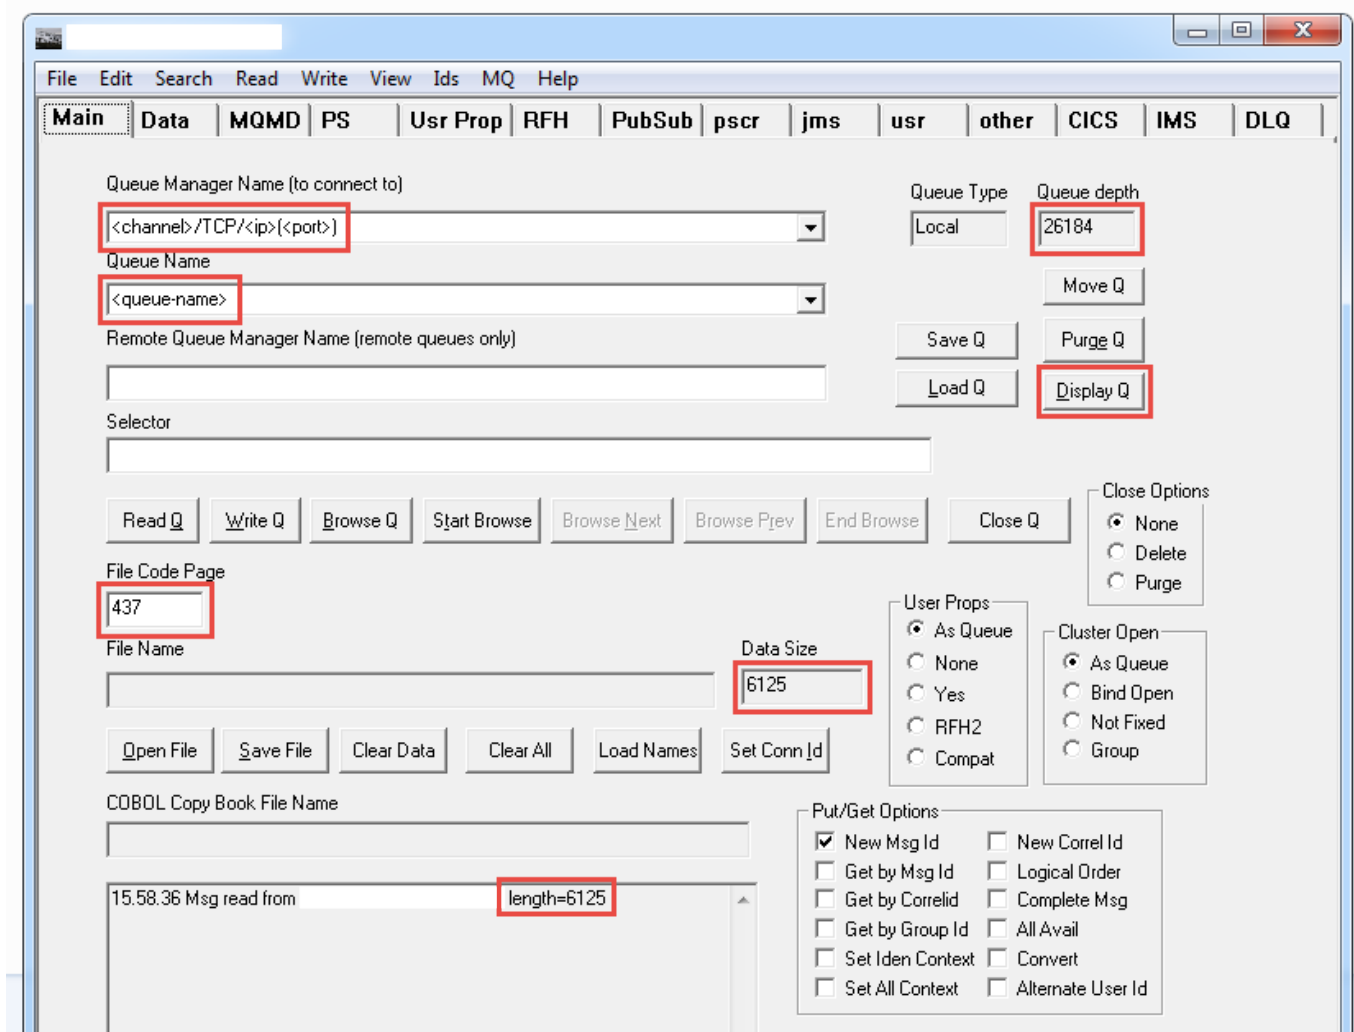 File Edit Search Read Write View Ids MQ Help
Main Data MQMD PS Usr Prop RFH PubSub pscr jms usr other CICS IMS DLQ
Queue Manager Name (to connect to)
Queue Type Queue depth
<channel>/TCP/<ip>(<port>)
Local 26184
Queue Name
Move Q
<queue-name>
Remote Queue Manager Name (remote queues only)
Save Q Purge Q
Load Q Display Q
Selector
Close Options
None
Delete
Purge
Read Q Write Q Browse Q Start Browse Browse Next Browse Prev End Browse Close Q
File Code Page
437
User Props
As Queue
None
Yes
RFH2
Compat
Cluster Open
As Queue
Bind Open
Not Fixed
Group
File Name Data Size
6125
Open File Save File Clear Data Clear All Load Names Set Conn Id
COBOL Copy Book File Name
Put/Get Options
New Msg Id New Correl Id
Get by Msg Id Logical Order
Get by Correlid Complete Msg
Get by Group Id All Avail
Set Iden Context Convert
Set All Context Alternate User Id
15.58.36 Msg read from length=6125